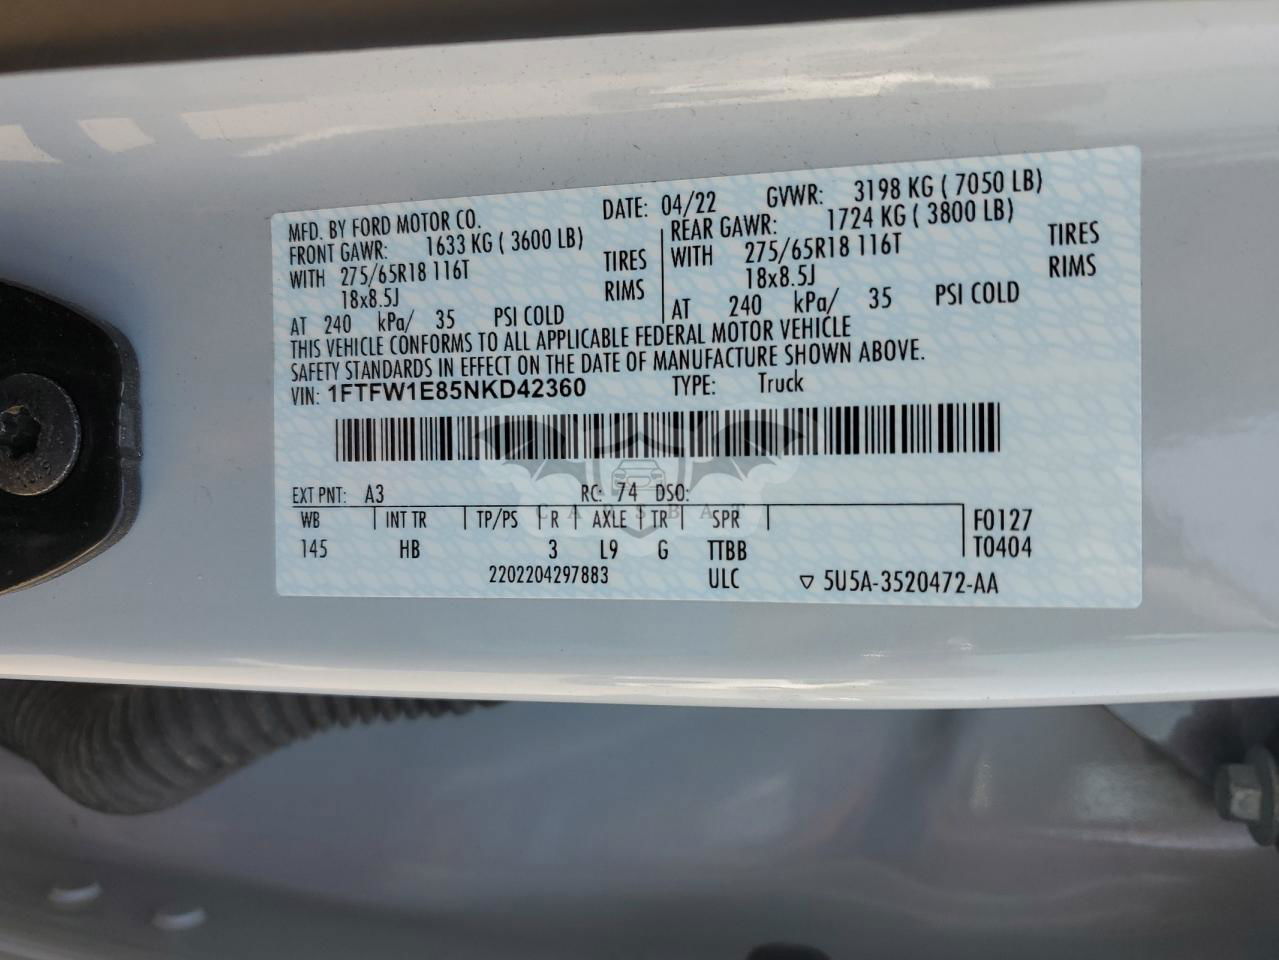 MFD. BY FORD MOTOR CO. DATE: 04/22 GVWR: 3198 KG ( 7050 LB)
FRONT GAWR: 1633 KG ( 3600 LB) REAR GAWR: 1724 KG ( 3800 LB)
WITH 275/65R18 116T TIRES WITH 275/65R18 116T TIRES
18x8.5J RIMS 18x8.5J RIMS
AT 240 kPa/ 35 PSI COLD AT 240 kPa/ 35 PSI COLD
THIS VEHICLE CONFORMS TO ALL APPLICABLE FEDERAL MOTOR VEHICLE
SAFETY STANDARDS IN EFFECT ON THE DATE OF MANUFACTURE SHOWN ABOVE.
VIN: 1FTFW1E85NKD42360 TYPE: Truck
EXT PNT: A3 RC: 74 DSO:
CARSBAT
WB INT TR TP/PS R AXLE TR SPR F0127
145 HB 3 L9 G TTBB T0404
2202204297883 ULC ▽ 5U5A-3520472-AA